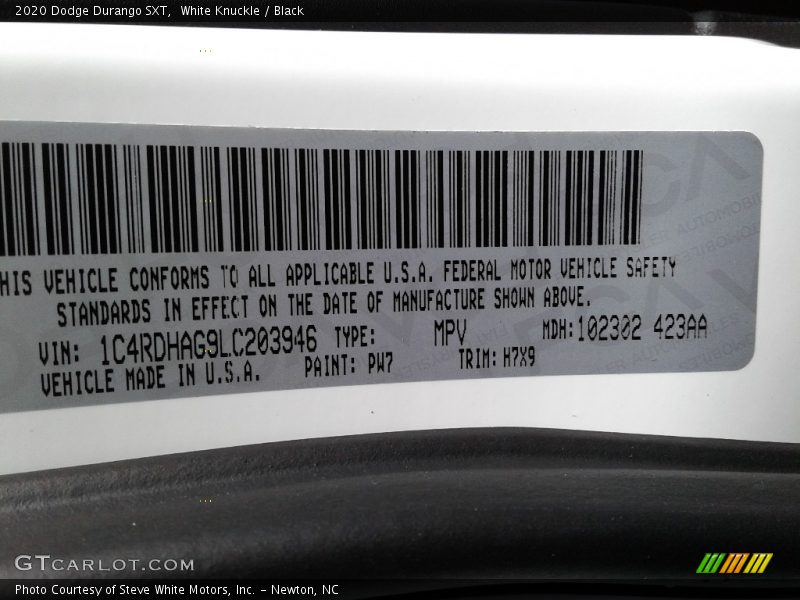 2020 Dodge Durango SXT,  White Knuckle / Black
HIS VEHICLE CONFORMS TO ALL APPLICABLE U.S.A. FEDERAL MOTOR VEHICLE SAFETY
STANDARDS IN EFFECT ON THE DATE OF MANUFACTURE SHOWN ABOVE.
VIN: 1C4RDHAG9LC203946 TYPE: MPV MDH:102302 423AA
VEHICLE MADE IN U.S.A. PAINT: PW7 TRIM: H7X9
GTCARLOT.COM
Photo Courtesy of Steve White Motors, Inc. – Newton, NC